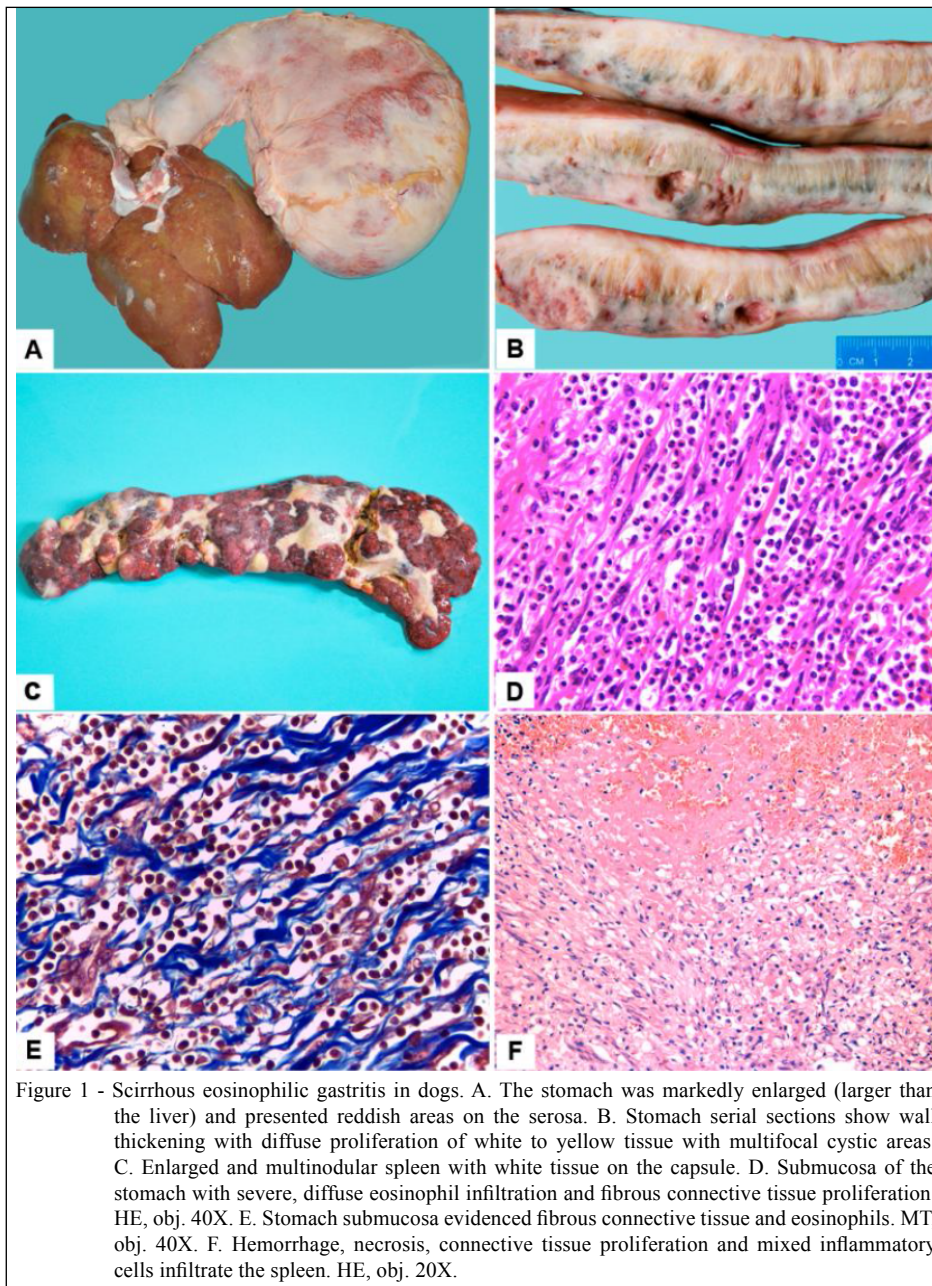 A
B
0 CM 1 2
C
D
E
F
Figure 1 - Scirrhous eosinophilic gastritis in dogs. A. The stomach was markedly enlarged (larger than
the liver) and presented reddish areas on the serosa. B. Stomach serial sections show wall
thickening with diffuse proliferation of white to yellow tissue with multifocal cystic areas
C. Enlarged and multinodular spleen with white tissue on the capsule. D. Submucosa of the
stomach with severe, diffuse eosinophil infiltration and fibrous connective tissue proliferation
HE, obj. 40X. E. Stomach submucosa evidenced fibrous connective tissue and eosinophils. MT
obj. 40X. F. Hemorrhage, necrosis, connective tissue proliferation and mixed inflammatory
cells infiltrate the spleen. HE, obj. 20X.